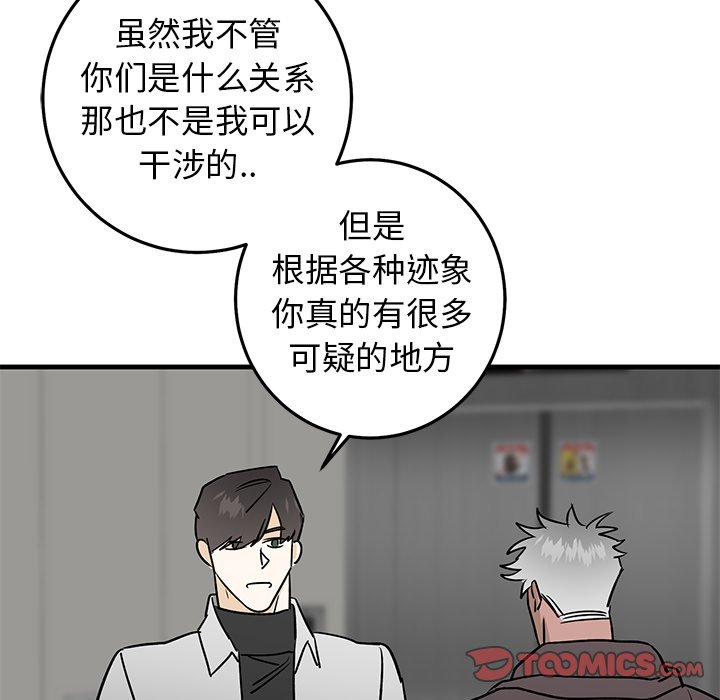 虽然我不管
你们是什么关系
那也不是我可以
干涉的..
但是
根据各种迹象
你真的有很多
可疑的地方
TOOMICS.COM